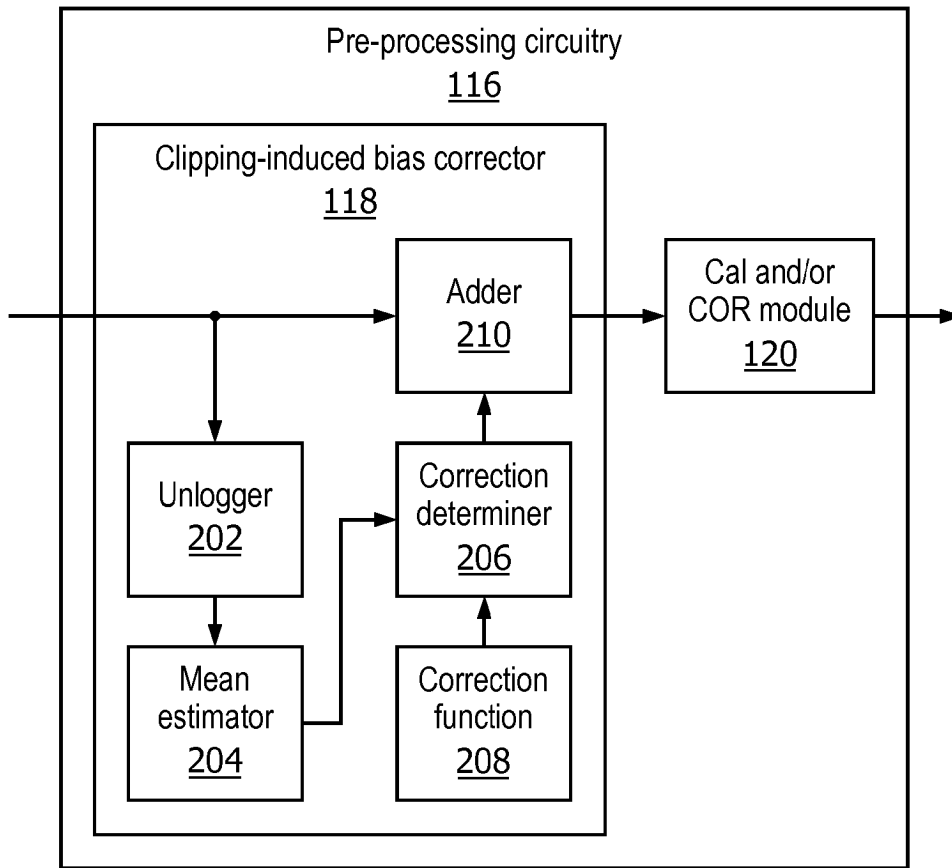 Pre-processing circuitry
116
Clipping-induced bias corrector
118
Adder
210
Cal and/or
COR module
120
Unlogger
202
Correction
determiner
206
Mean
estimator
204
Correction
function
208